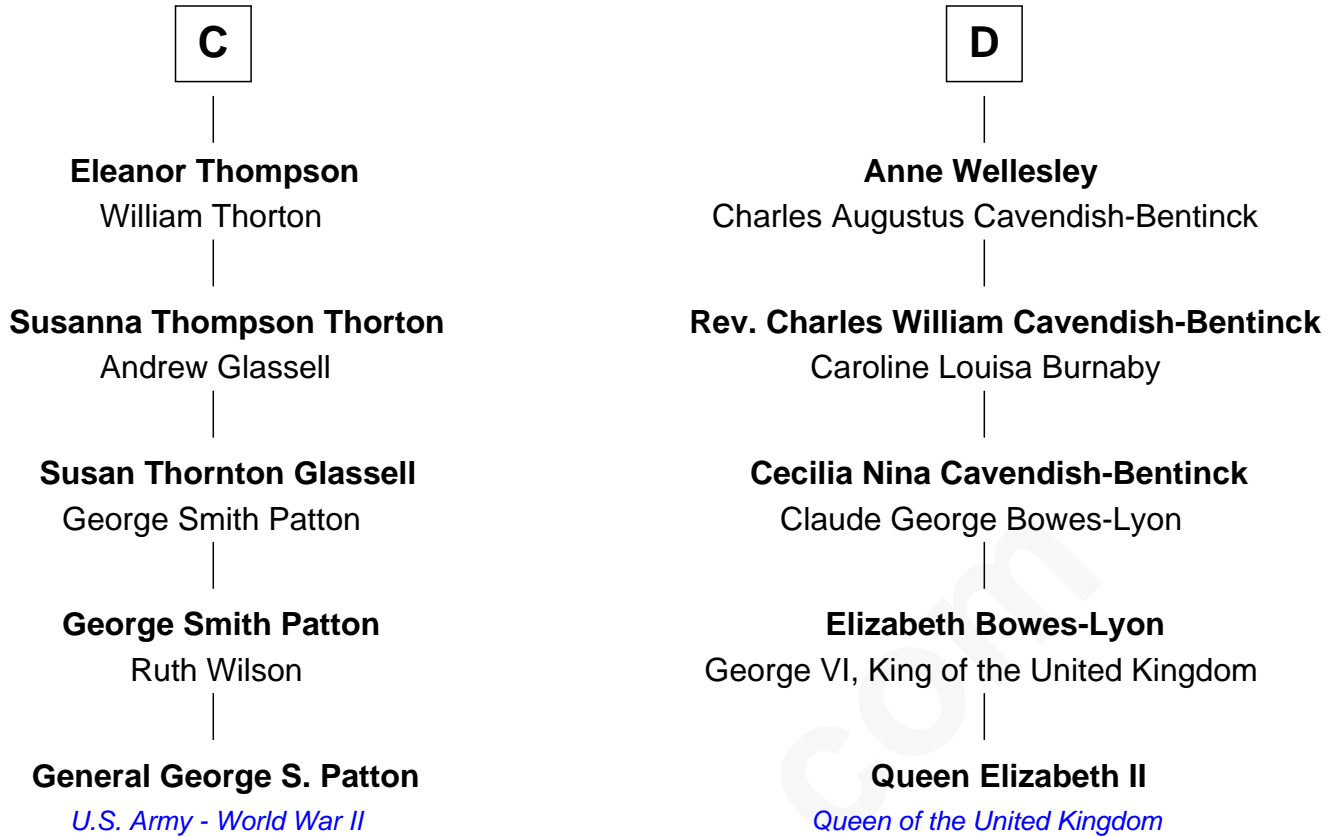 C
Eleanor Thompson
William Thorton
Susanna Thompson Thorton
Andrew Glassell
Susan Thornton Glassell
George Smith Patton
George Smith Patton
Ruth Wilson
General George S. Patton
U.S. Army - World War II
D
Anne Wellesley
Charles Augustus Cavendish-Bentinck
Rev. Charles William Cavendish-Bentinck
Caroline Louisa Burnaby
Cecilia Nina Cavendish-Bentinck
Claude George Bowes-Lyon
Elizabeth Bowes-Lyon
George VI, King of the United Kingdom
Queen Elizabeth II
Queen of the United Kingdom
com